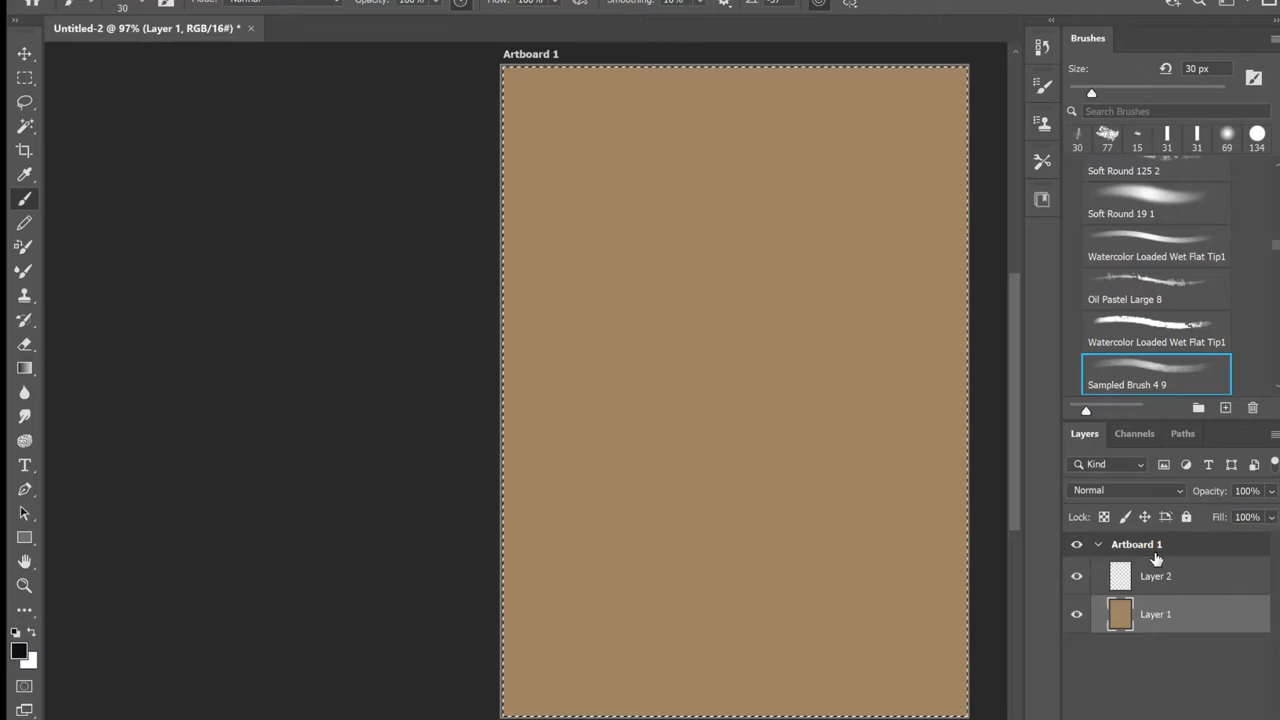 Untitled-2 @ 97% (Layer 1, RGB/16#) *
Artboard 1
Brushes
Size:
30 px
Search Brushes
30 77 15 31 31 69 134
Soft Round 125 2
Soft Round 19 1
Watercolor Loaded Wet Flat Tip1
Oil Pastel Large 8
Watercolor Loaded Wet Flat Tip1
Sampled Brush 4 9
Layers Channels Paths
Kind
Normal Opacity: 100%
Lock: Fill: 100%
Artboard 1
Layer 2
Layer 1
30